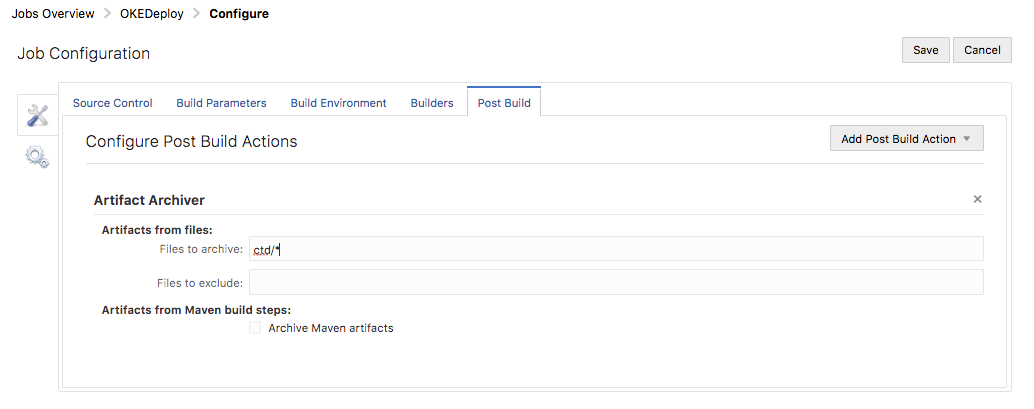 Jobs Overview > OKEDeploy > Configure
Job Configuration
Save Cancel
Source Control Build Parameters Build Environment Builders Post Build
Configure Post Build Actions
Add Post Build Action
Artifact Archiver
Artifacts from files:
Files to archive: ctd/*
Files to exclude:
Artifacts from Maven build steps:
Archive Maven artifacts